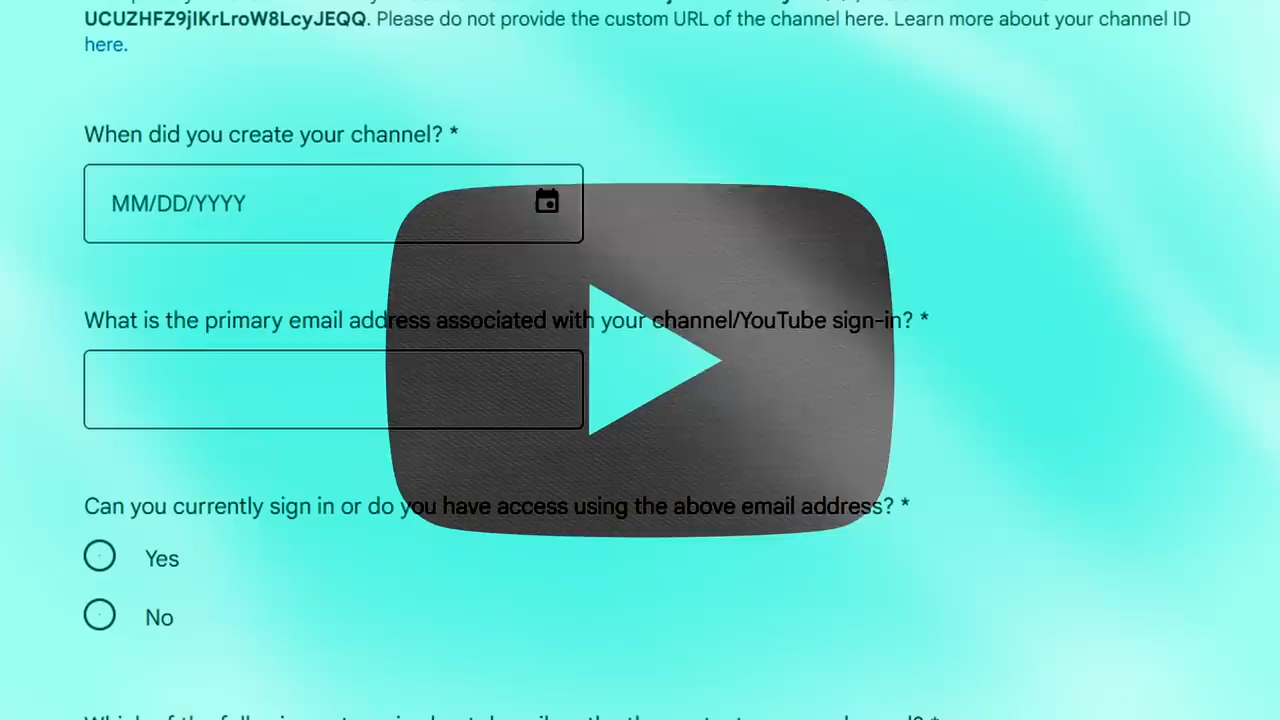 UCUZHFZ9jIKrLroW8LcyJEQQ. Please do not provide the custom URL of the channel here. Learn more about your channel ID
here.
When did you create your channel? *
MM/DD/YYYY
What is the primary email address associated with your channel/YouTube sign-in? *
Can you currently sign in or do you have access using the above email address? *
Yes
No